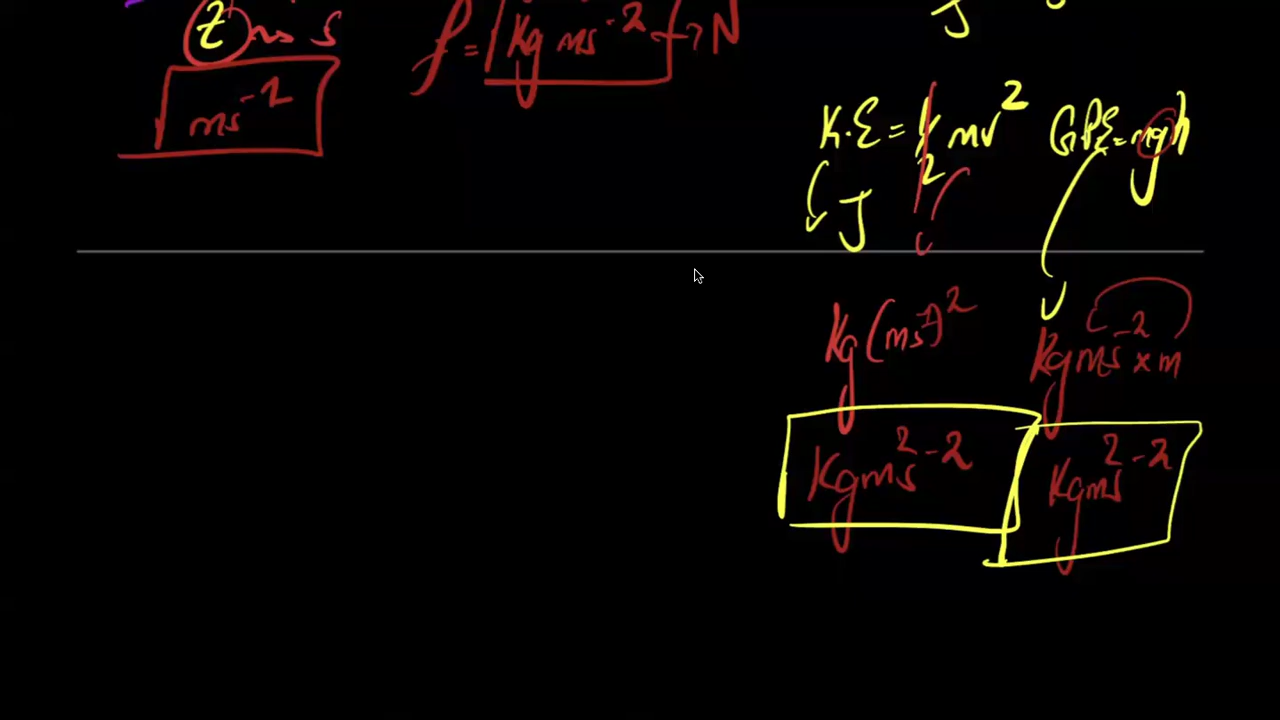 t → s
ms⁻²
f = kg ms⁻² → N
J
K.E = ½ mv²
J
GPE = mgh
kg (ms⁻¹)²
kg ms⁻² × m
kg m² s⁻²
kg m² s⁻²